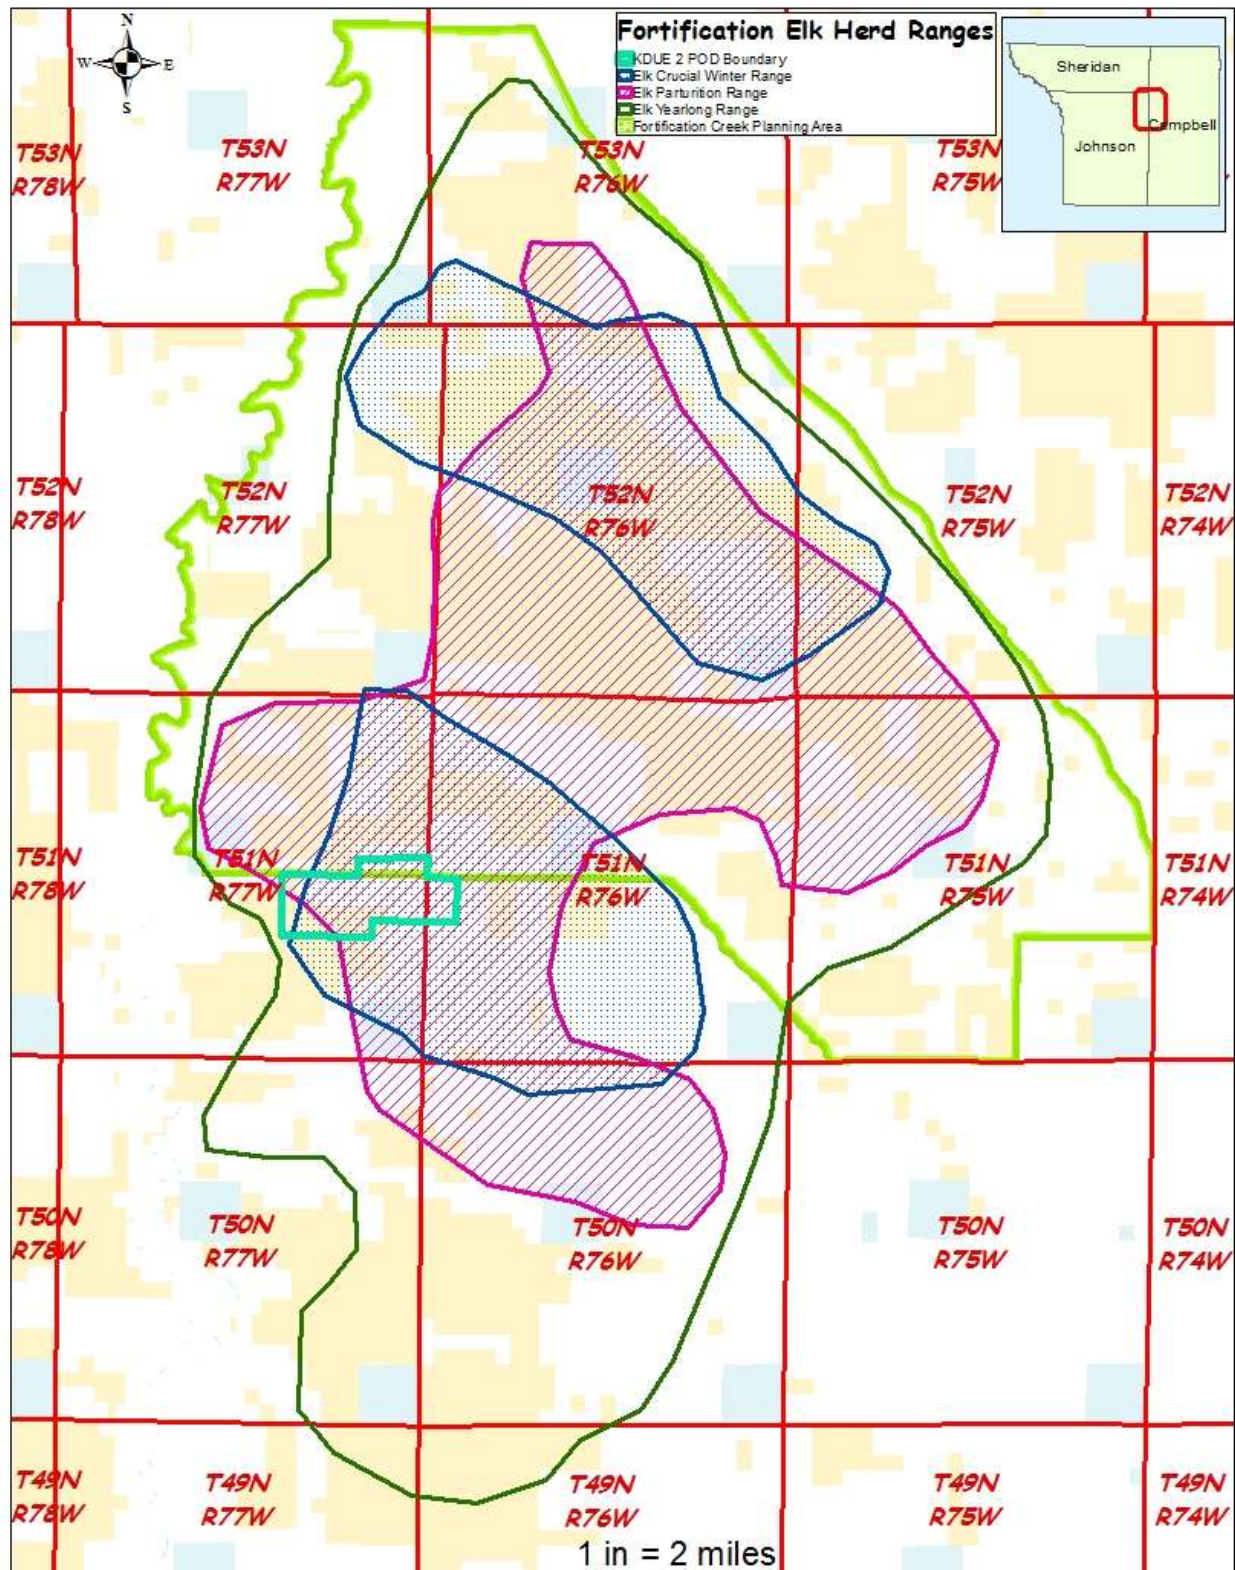 Fortification Elk Herd Ranges
KDUE 2 POD Boundary
Elk Crucial Winter Range
Elk Parturition Range
Elk Yearlong Range
Fortification Creek Planning Area
N
W
E
S
Sheridan
Johnson
Campbell
T53N
R78W
T53N
R77W
T53N
R76W
T53N
R75W
T52N
R78W
T52N
R77W
T52N
R76W
T52N
R75W
T52N
R74W
T51N
R78W
T51N
R77W
T51N
R76W
T51N
R75W
T51N
R74W
T50N
R78W
T50N
R77W
T50N
R76W
T50N
R75W
T50N
R74W
T49N
R78W
T49N
R77W
T49N
R76W
T49N
R75W
T49N
R74W
1 in = 2 miles